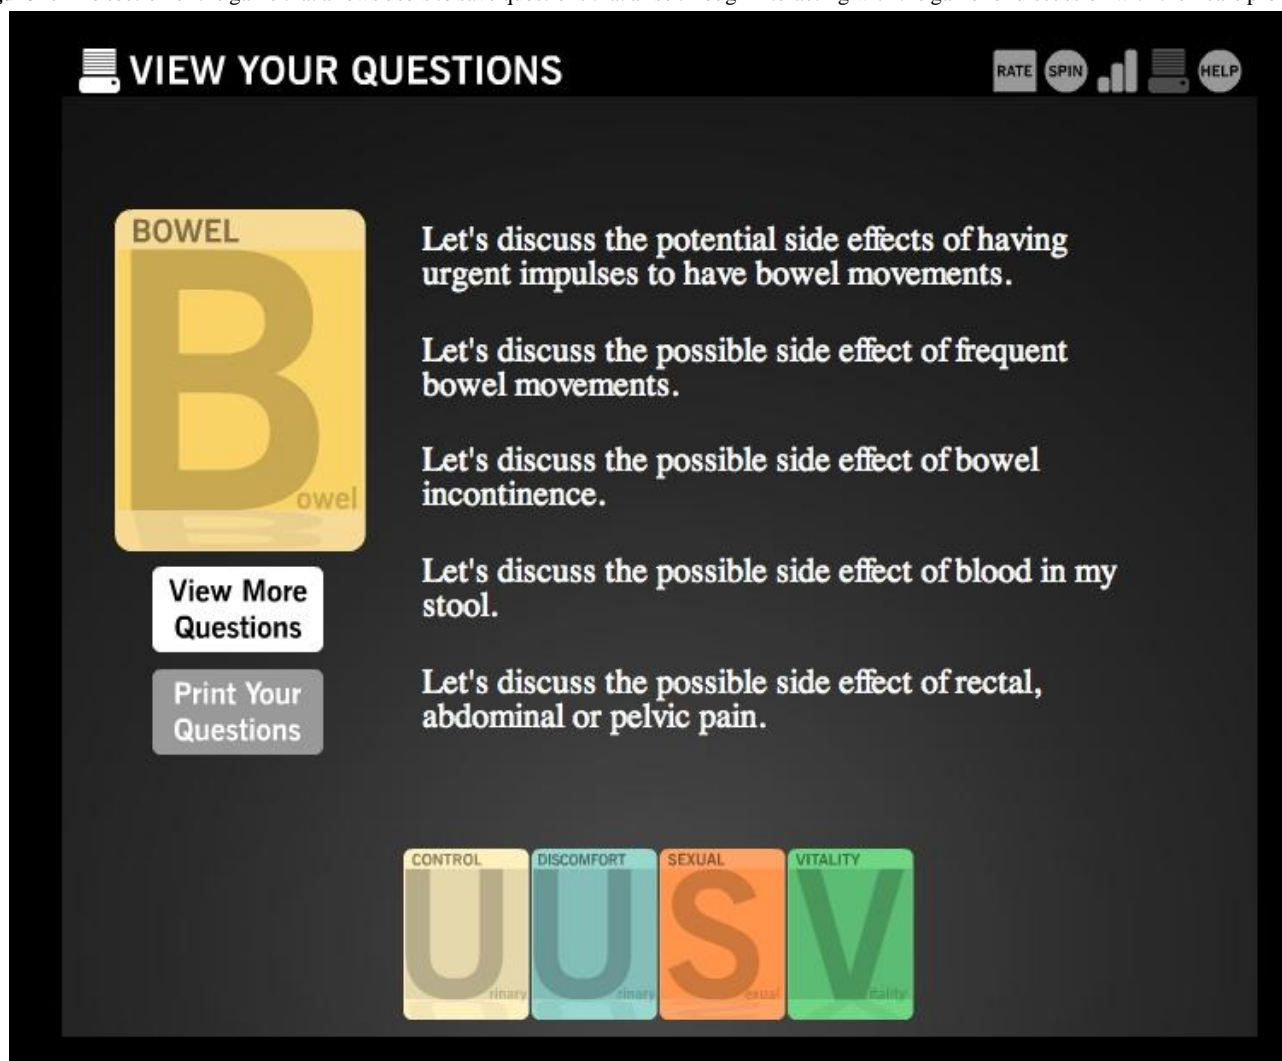 VIEW YOUR QUESTIONS
RATE SPIN HELP
BOWEL
B
owel
Let's discuss the potential side effects of having
urgent impulses to have bowel movements.
Let's discuss the possible side effect of frequent
bowel movements.
Let's discuss the possible side effect of bowel
incontinence.
Let's discuss the possible side effect of blood in my
stool.
Let's discuss the possible side effect of rectal,
abdominal or pelvic pain.
View More
Questions
Print Your
Questions
CONTROL DISCOMFORT SEXUAL VITALITY
U U S V
rinary rinary exual itality